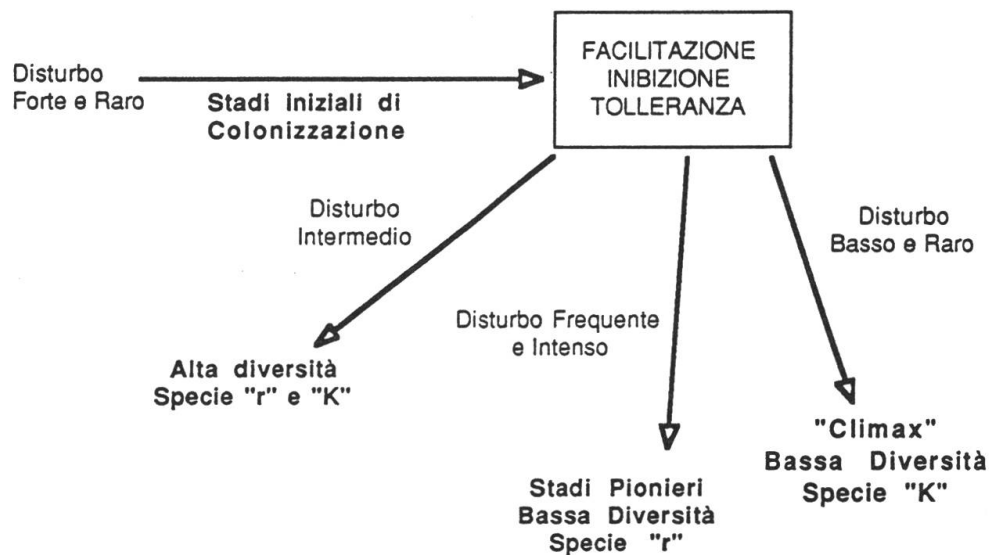 Disturbo
Forte e Raro
Stadi iniziali di
Colonizzazione
FACILITAZIONE
INIBIZIONE
TOLLERANZA
Disturbo
Intermedio
Disturbo Frequente
e Intenso
Disturbo
Basso e Raro
Alta diversità
Specie "r" e "K"
Stadi Pionieri
Bassa Diversità
Specie "r"
"Climax"
Bassa Diversità
Specie "K"